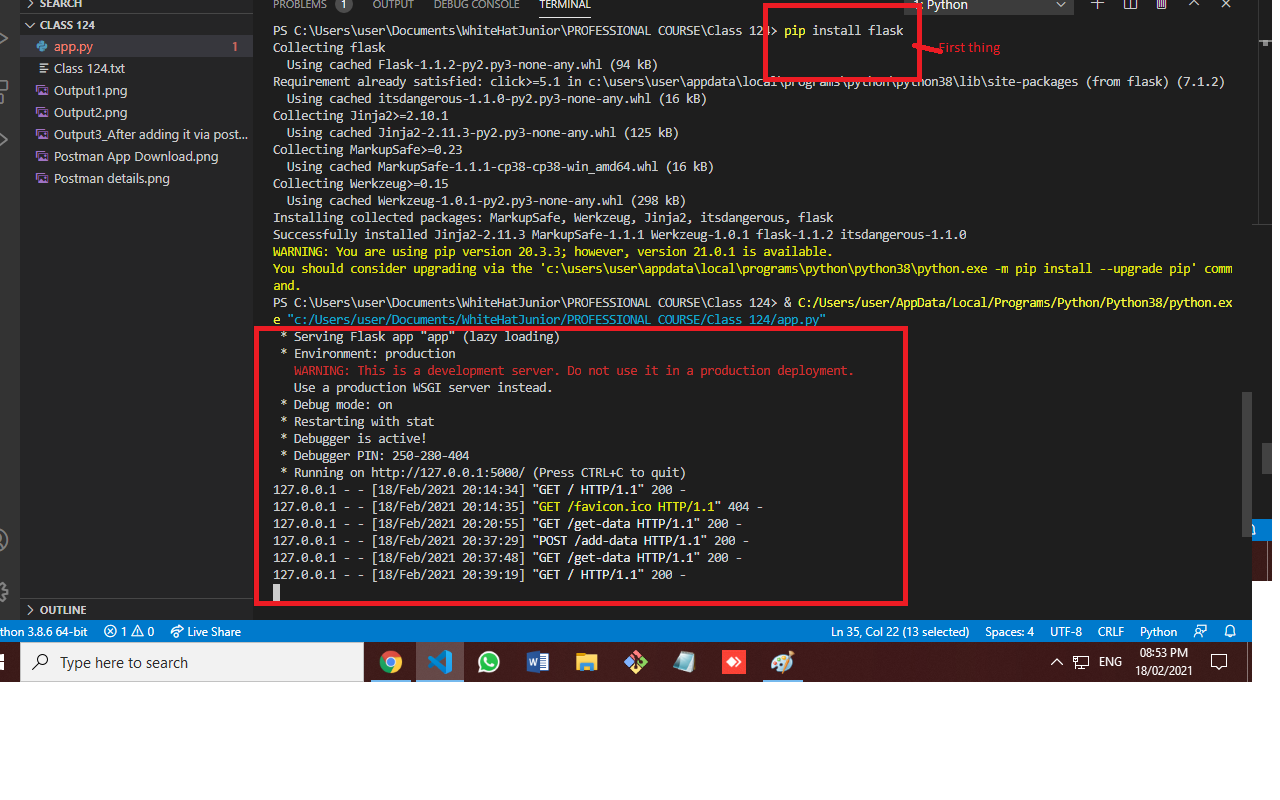 SEARCH
CLASS 124
app.py 1
Class 124.txt
Output1.png
Output2.png
Output3_After adding it via post...
Postman App Download.png
Postman details.png
OUTLINE
PROBLEMS 1 OUTPUT DEBUG CONSOLE TERMINAL 1: Python
PS C:\Users\user\Documents\WhiteHatJunior\PROFESSIONAL COURSE\Class 124> pip install flask
First thing
Collecting flask
Using cached Flask-1.1.2-py2.py3-none-any.whl (94 kB)
Requirement already satisfied: click>=5.1 in c:\users\user\appdata\local\programs\python\python38\lib\site-packages (from flask) (7.1.2)
Using cached itsdangerous-1.1.0-py2.py3-none-any.whl (16 kB)
Collecting Jinja2>=2.10.1
Using cached Jinja2-2.11.3-py2.py3-none-any.whl (125 kB)
Collecting MarkupSafe>=0.23
Using cached MarkupSafe-1.1.1-cp38-cp38-win_amd64.whl (16 kB)
Collecting Werkzeug>=0.15
Using cached Werkzeug-1.0.1-py2.py3-none-any.whl (298 kB)
Installing collected packages: MarkupSafe, Werkzeug, Jinja2, itsdangerous, flask
Successfully installed Jinja2-2.11.3 MarkupSafe-1.1.1 Werkzeug-1.0.1 flask-1.1.2 itsdangerous-1.1.0
WARNING: You are using pip version 20.3.3; however, version 21.0.1 is available.
You should consider upgrading via the 'c:\users\user\appdata\local\programs\python\python38\python.exe -m pip install --upgrade pip' comm
and.
PS C:\Users\user\Documents\WhiteHatJunior\PROFESSIONAL COURSE\Class 124> & C:/Users/user/AppData/Local/Programs/Python/Python38/python.ex
e "c:/Users/user/Documents/WhiteHatJunior/PROFESSIONAL COURSE/Class 124/app.py"
* Serving Flask app "app" (lazy loading)
* Environment: production
WARNING: This is a development server. Do not use it in a production deployment.
Use a production WSGI server instead.
* Debug mode: on
* Restarting with stat
* Debugger is active!
* Debugger PIN: 250-280-404
* Running on http://127.0.0.1:5000/ (Press CTRL+C to quit)
127.0.0.1 - - [18/Feb/2021 20:14:34] "GET / HTTP/1.1" 200 -
127.0.0.1 - - [18/Feb/2021 20:14:35] "GET /favicon.ico HTTP/1.1" 404 -
127.0.0.1 - - [18/Feb/2021 20:20:55] "GET /get-data HTTP/1.1" 200 -
127.0.0.1 - - [18/Feb/2021 20:37:29] "POST /add-data HTTP/1.1" 200 -
127.0.0.1 - - [18/Feb/2021 20:37:48] "GET /get-data HTTP/1.1" 200 -
127.0.0.1 - - [18/Feb/2021 20:39:19] "GET / HTTP/1.1" 200 -
thon 3.8.6 64-bit 1 0 Live Share Ln 35, Col 22 (13 selected) Spaces: 4 UTF-8 CRLF Python
Type here to search ENG 08:53 PM
18/02/2021